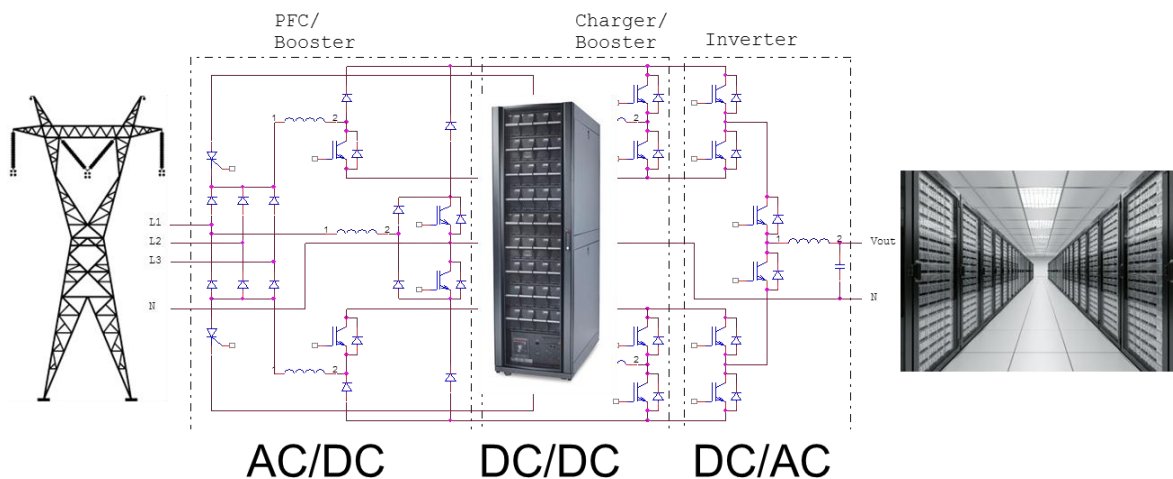 PFC/
Booster
Charger/
Booster
Inverter
1 2
2
1 2
2
1 2
1 2
L1
L2
L3
N
Vout
N
AC/DC
DC/DC
DC/AC